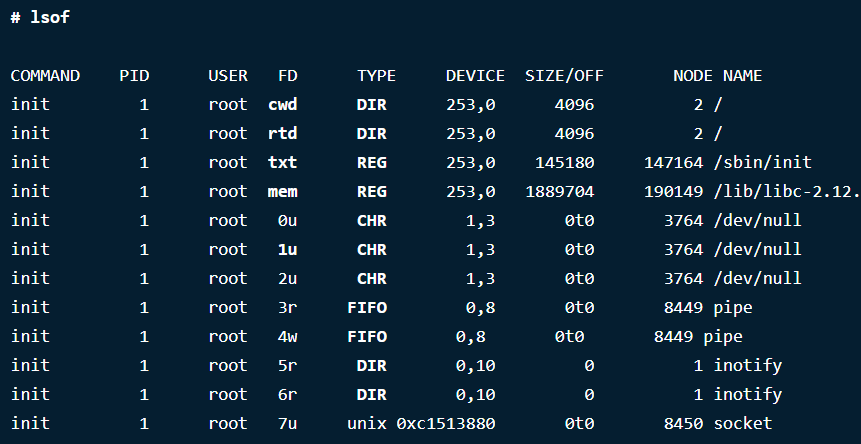 # lsof
COMMAND PID USER FD TYPE DEVICE SIZE/OFF NODE NAME
init 1 root cwd DIR 253,0 4096 2 /
init 1 root rtd DIR 253,0 4096 2 /
init 1 root txt REG 253,0 145180 147164 /sbin/init
init 1 root mem REG 253,0 1889704 190149 /lib/libc-2.12.
init 1 root 0u CHR 1,3 0t0 3764 /dev/null
init 1 root 1u CHR 1,3 0t0 3764 /dev/null
init 1 root 2u CHR 1,3 0t0 3764 /dev/null
init 1 root 3r FIFO 0,8 0t0 8449 pipe
init 1 root 4w FIFO 0,8 0t0 8449 pipe
init 1 root 5r DIR 0,10 0 1 inotify
init 1 root 6r DIR 0,10 0 1 inotify
init 1 root 7u unix 0xc1513880 0t0 8450 socket